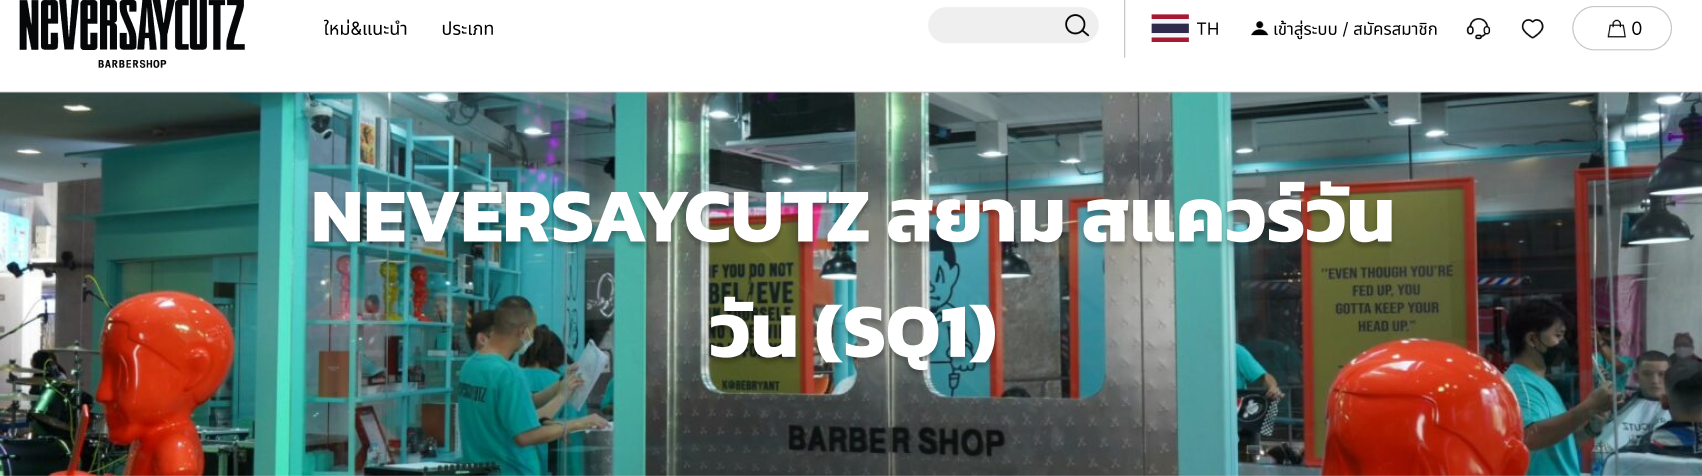 NEVERSAYCUTZ
BARBERSHOP
ใหม่&แนะนำ
ประเภท
TH
เข้าสู่ระบบ / สมัครสมาชิก
0
NEVERSAYCUTZ สยาม สแควร์วัน
วัน (SQ1)
IF YOU DO NOT
BELIEVE
K@BEBRYANT
"EVEN THOUGH YOU'RE
FED UP, YOU
GOTTA KEEP YOUR
HEAD UP."
BARBER SHOP